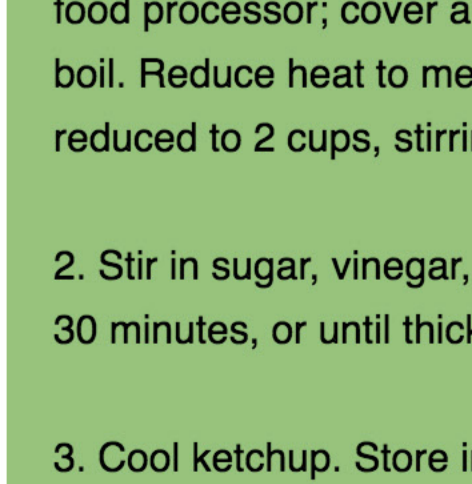 food processor; cover a
boil. Reduce heat to me
reduced to 2 cups, stirri
2. Stir in sugar, vinegar,
30 minutes, or until thick
3. Cool ketchup. Store in